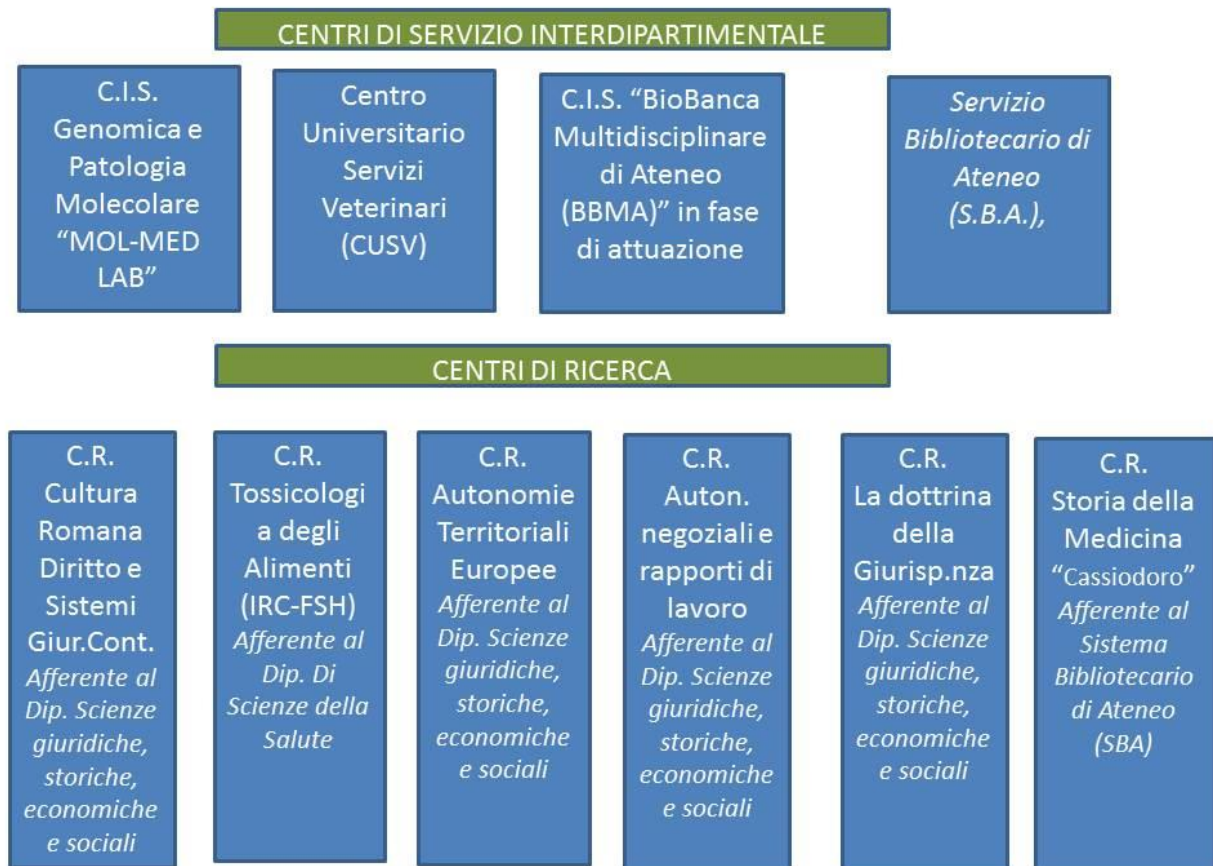 CENTRI DI SERVIZIO INTERDIPARTIMENTALE
C.I.S.
Genomica e
Patologia
Molecolare
“MOL-MED
LAB”
Centro
Universitario
Servizi
Veterinari
(CUSV)
C.I.S. “BioBanca
Multidisciplinare
di Ateneo
(BBMA)” in fase
di attuazione
Servizio
Bibliotecario di
Ateneo
(S.B.A.),
CENTRI DI RICERCA
C.R.
Cultura
Romana
Diritto e
Sistemi
Giur.Cont.
Afferente al
Dip. Scienze
giuridiche,
storiche,
economiche
e sociali
C.R.
Tossicologi
a degli
Alimenti
(IRC-FSH)
Afferente al
Dip. Di
Scienze della
Salute
C.R.
Autonomie
Territoriali
Europee
Afferente al
Dip. Scienze
giuridiche,
storiche,
economiche
e sociali
C.R.
Auton.
negoziali e
rapporti di
lavoro
Afferente al
Dip. Scienze
giuridiche,
storiche,
economiche
e sociali
C.R.
La dottrina
della
Giurisp.nza
Afferente al
Dip. Scienze
giuridiche,
storiche,
economiche
e sociali
C.R.
Storia della
Medicina
“Cassiodoro”
Afferente al
Sistema
Bibliotecario
di Ateneo
(SBA)